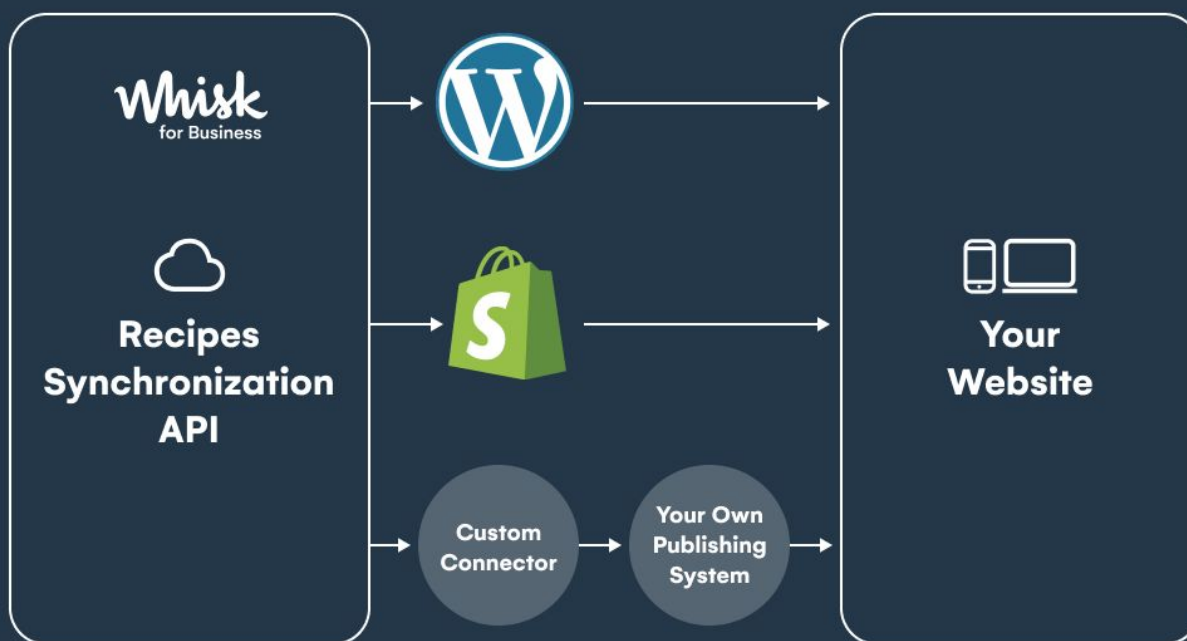 Whisk
for Business
Recipes
Synchronization
API
W
S
Custom
Connector
Your Own
Publishing
System
Your
Website